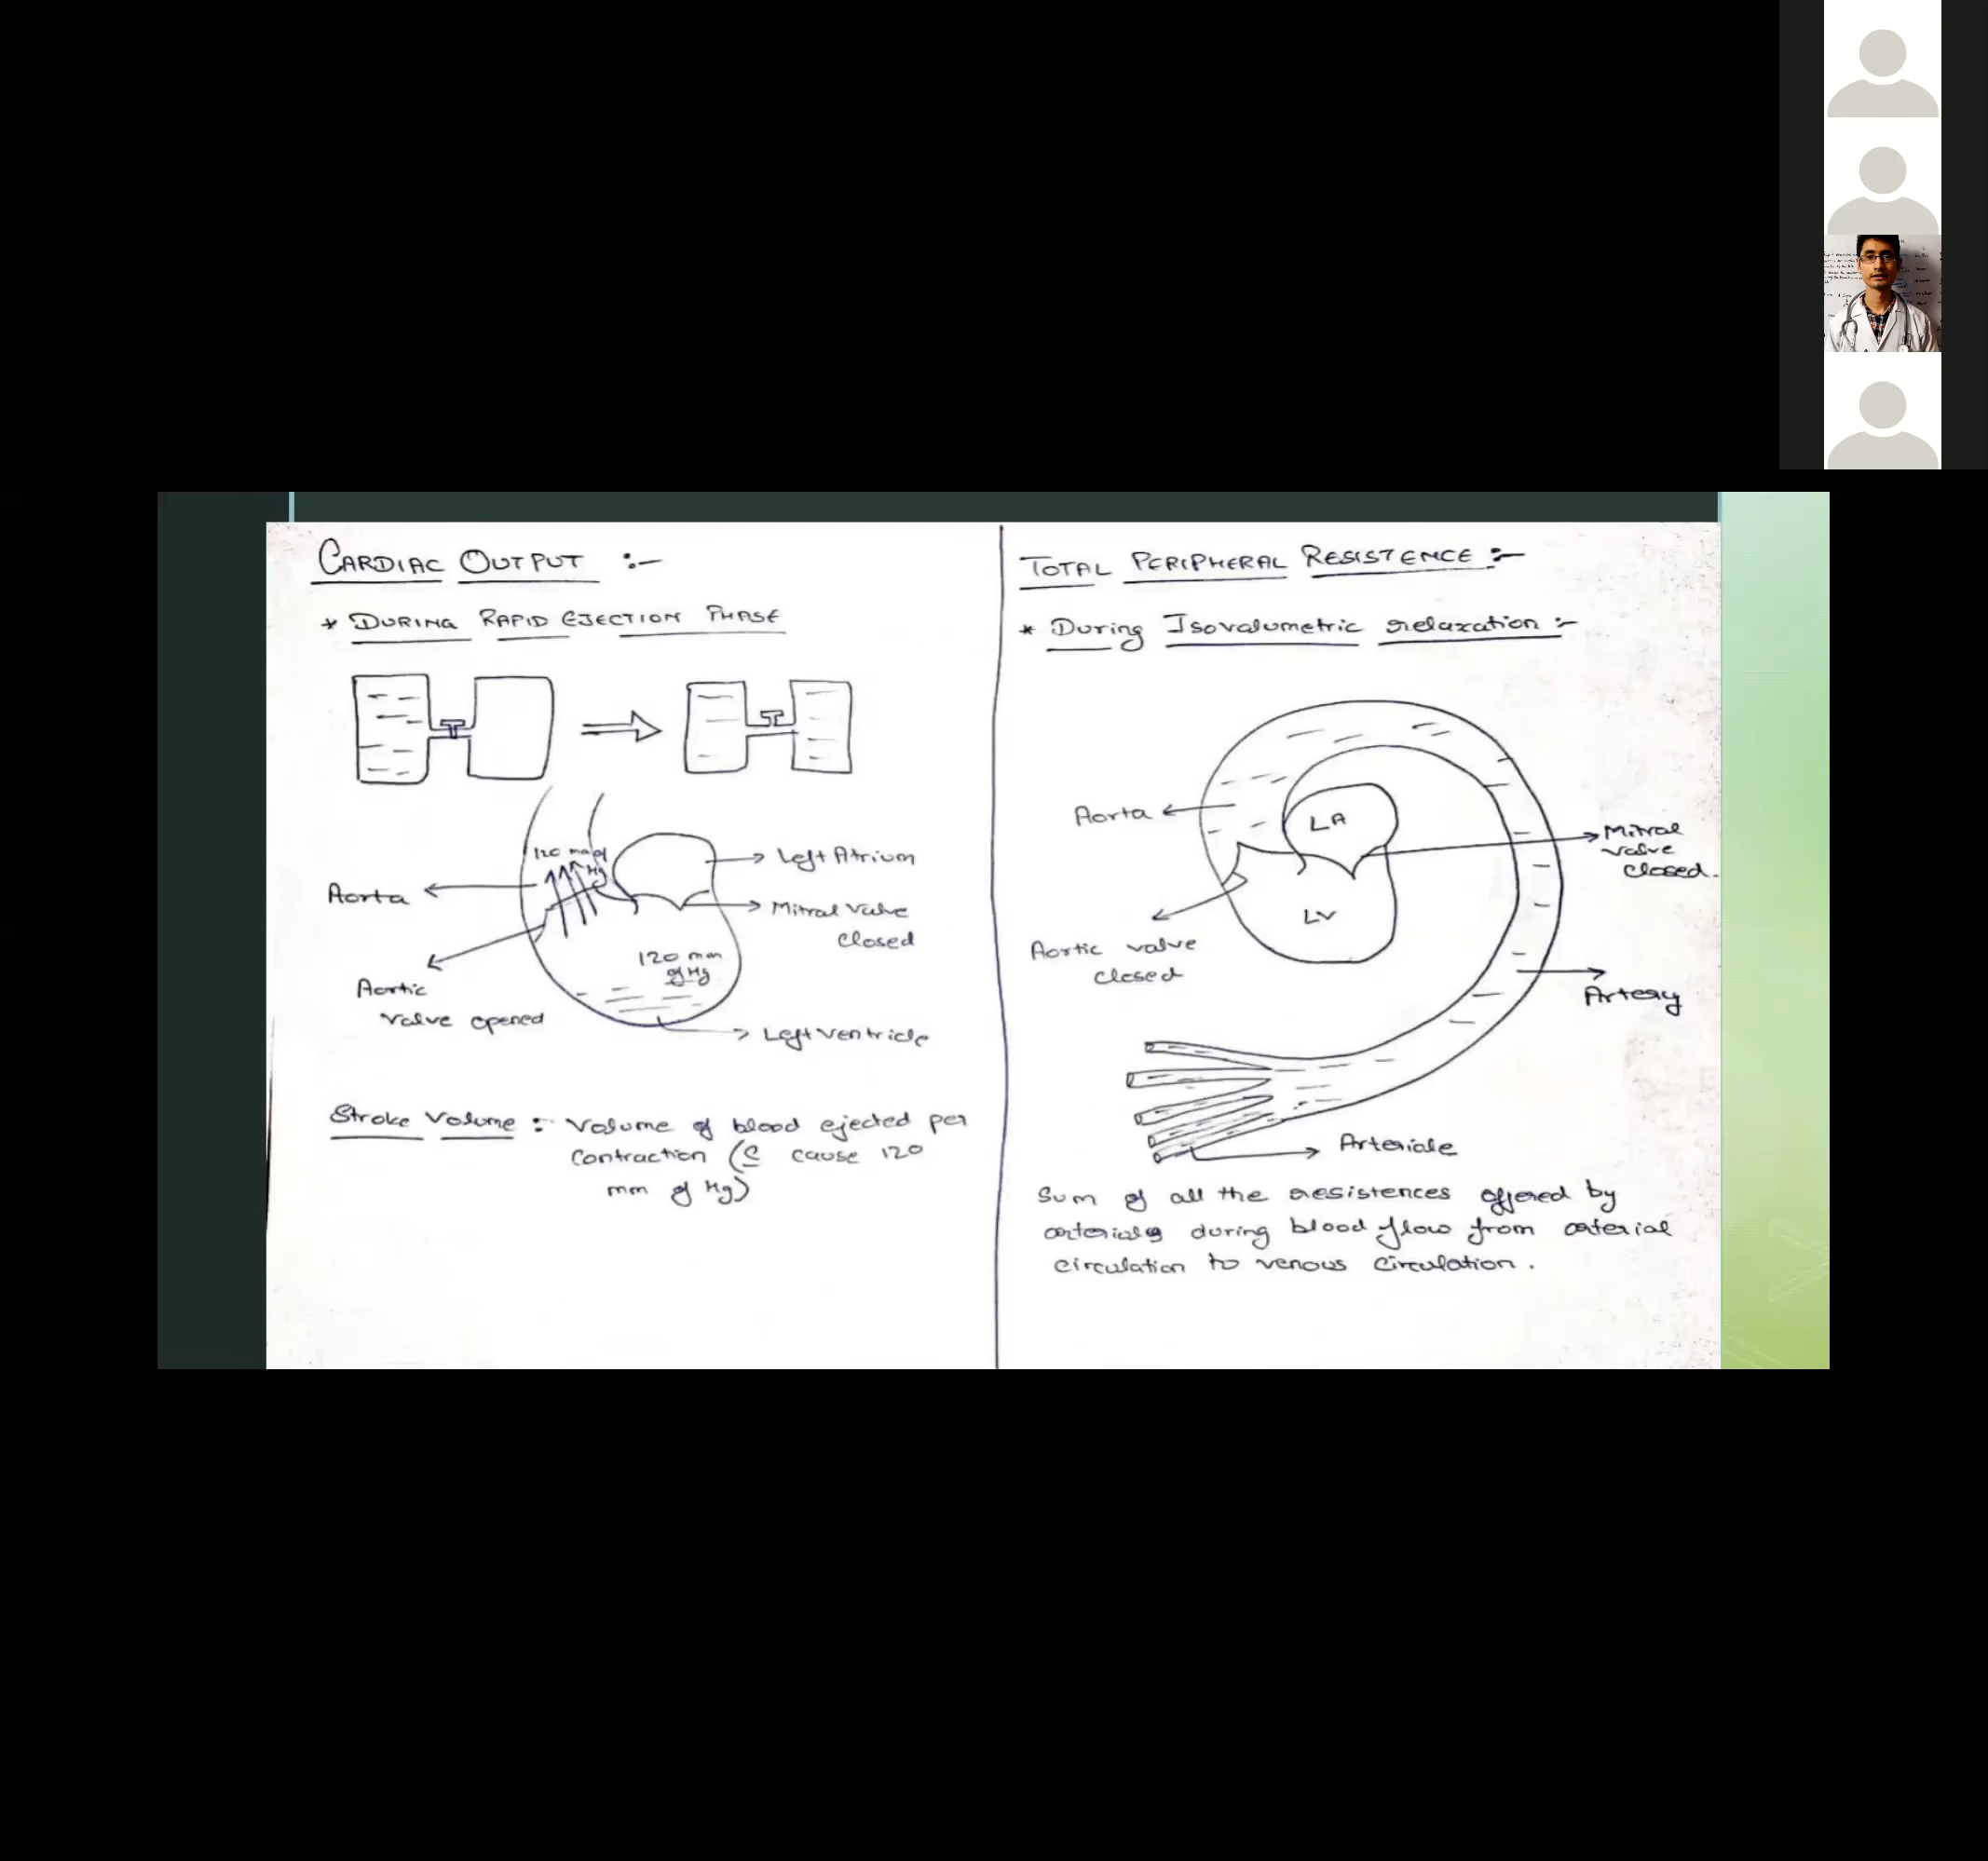 CARDIAC OUTPUT :-
* DURING RAPID EJECTION PHASE
120 mm of
Hg
Left Atrium
Aorta
Mitral Valve
closed
120 mm
of Hg
Aortic
valve opened
Left Ventricle
Stroke Volume :- Volume of blood ejected per
contraction (c̄ cause 120
mm of Hg)
TOTAL PERIPHERAL RESISTENCE :-
* During Isovalumetric relaxation :-
Aorta
LA
Mitral
valve
closed.
LV
Aortic valve
closed
Artery
Arteriole
Sum of all the resistences offered by
during blood flow from arterial
circulation to venous circulation.